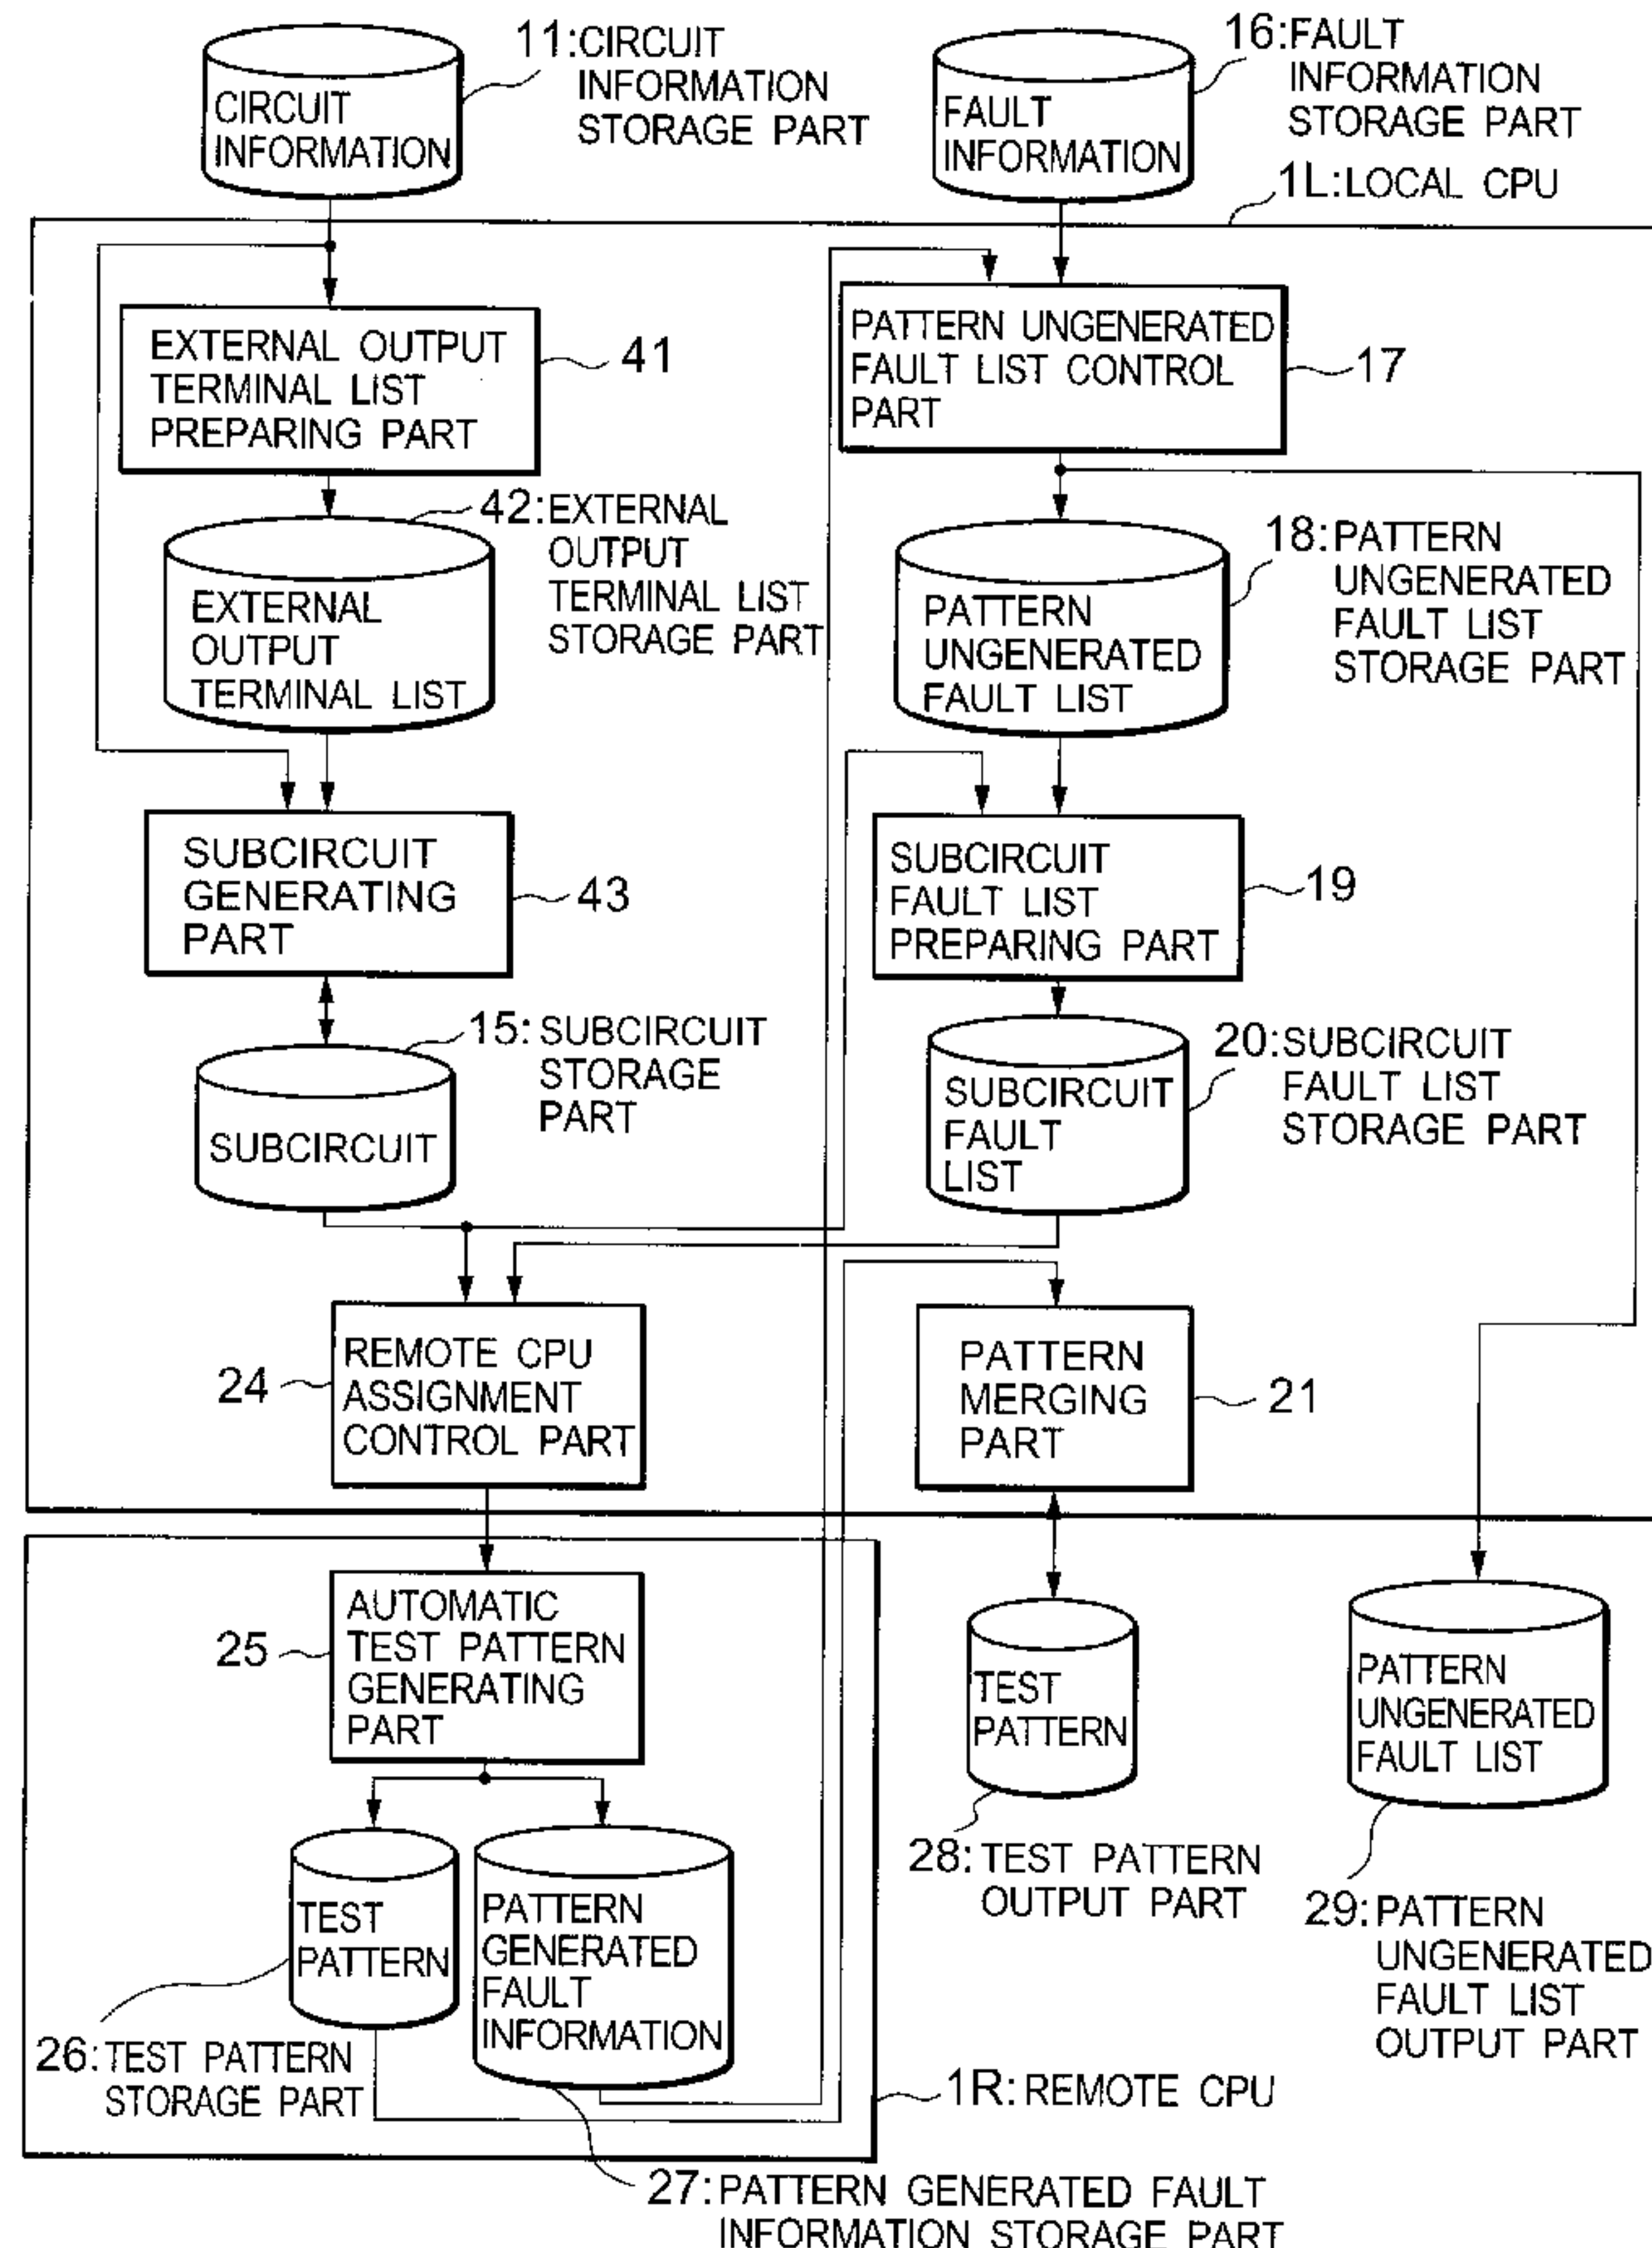 11:CIRCUIT
INFORMATION
STORAGE PART
CIRCUIT
INFORMATION
16:FAULT
INFORMATION
STORAGE PART
FAULT
INFORMATION
1L:LOCAL CPU
EXTERNAL OUTPUT
TERMINAL LIST
PREPARING PART
41
PATTERN UNGENERATED
FAULT LIST CONTROL
PART
17
42:EXTERNAL
OUTPUT
TERMINAL LIST
STORAGE PART
EXTERNAL
OUTPUT
TERMINAL LIST
18:PATTERN
UNGENERATED
FAULT LIST
STORAGE PART
PATTERN
UNGENERATED
FAULT LIST
SUBCIRCUIT
GENERATING
PART
43
SUBCIRCUIT
FAULT LIST
PREPARING PART
19
15:SUBCIRCUIT
STORAGE
PART
SUBCIRCUIT
20:SUBCIRCUIT
FAULT LIST
STORAGE PART
SUBCIRCUIT
FAULT
LIST
24
REMOTE CPU
ASSIGNMENT
CONTROL PART
PATTERN
MERGING
PART
21
25
AUTOMATIC
TEST PATTERN
GENERATING
PART
TEST
PATTERN
28:TEST PATTERN
OUTPUT PART
PATTERN
UNGENERATED
FAULT LIST
29:PATTERN
UNGENERATED
FAULT LIST
OUTPUT PART
TEST
PATTERN
PATTERN
GENERATED
FAULT
INFORMATION
26:TEST PATTERN
STORAGE PART
1R:REMOTE CPU
27:PATTERN GENERATED FAULT
INFORMATION STORAGE PART